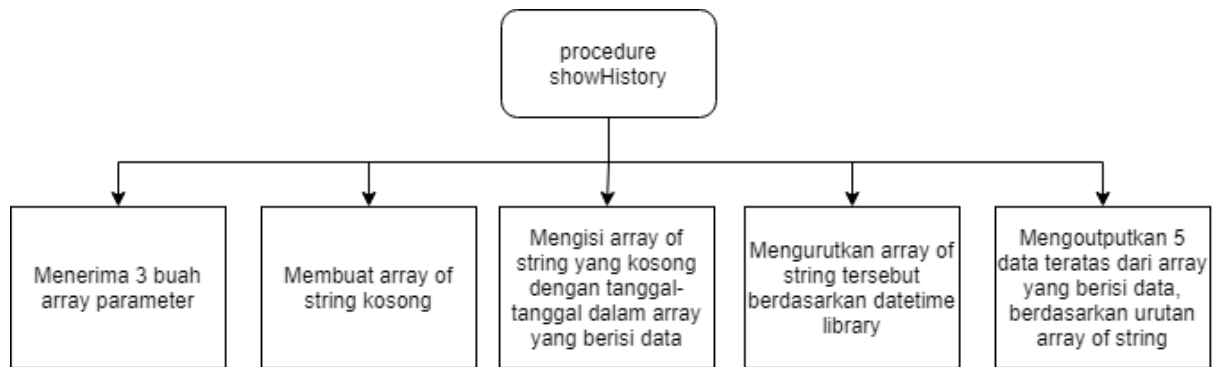 procedure
showHistory
Menerima 3 buah
array parameter
Membuat array of
string kosong
Mengisi array of
string yang kosong
dengan tanggal-
tanggal dalam array
yang berisi data
Mengurutkan array of
string tersebut
berdasarkan datetime
library
Mengoutputkan 5
data teratas dari array
yang berisi data,
berdasarkan urutan
array of string